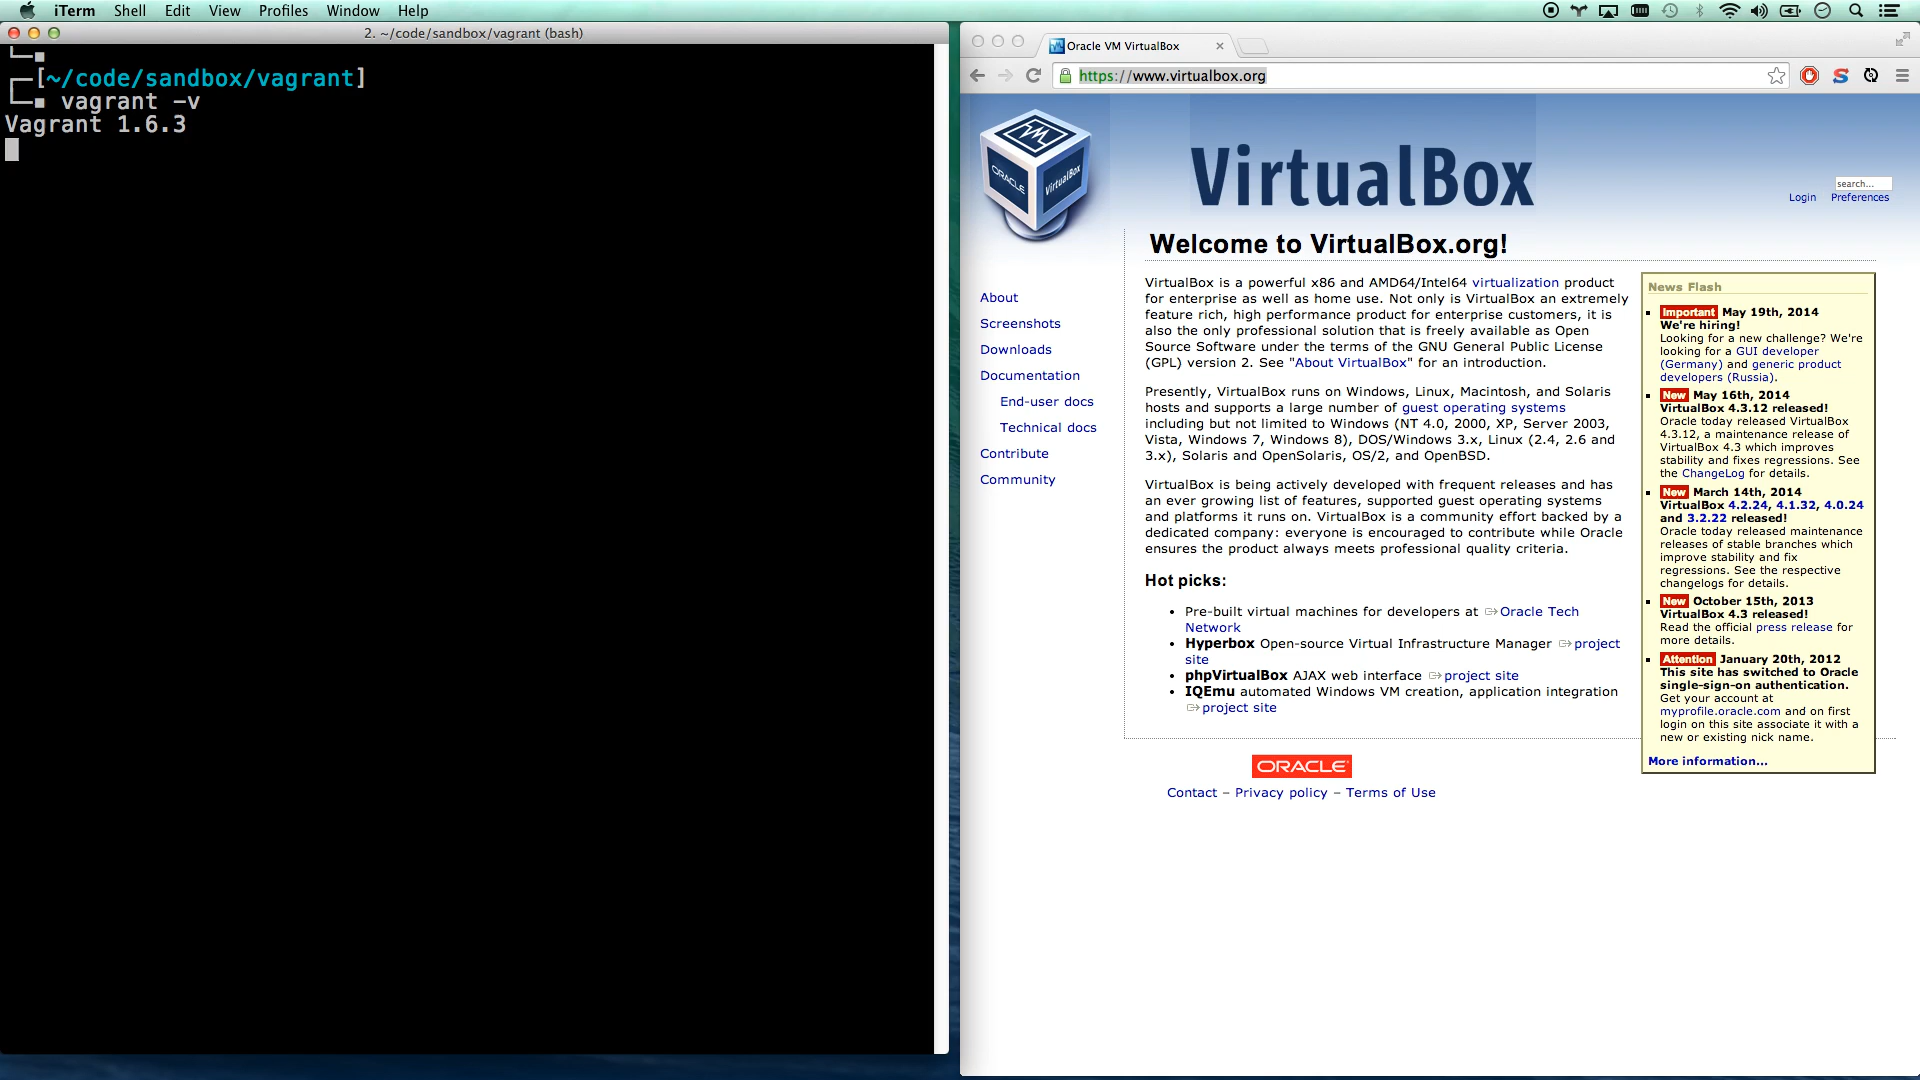 iTerm Shell Edit View Profiles Window Help
2. ~/code/sandbox/vagrant (bash)
[~/code/sandbox/vagrant]
vagrant -v
Vagrant 1.6.3
Oracle VM VirtualBox
https://www.virtualbox.org
ORACLE
VirtualBox
VirtualBox
search...
Login Preferences
Welcome to VirtualBox.org!
About
Screenshots
Downloads
Documentation
End-user docs
Technical docs
Contribute
Community
VirtualBox is a powerful x86 and AMD64/Intel64 virtualization product
for enterprise as well as home use. Not only is VirtualBox an extremely
feature rich, high performance product for enterprise customers, it is
also the only professional solution that is freely available as Open
Source Software under the terms of the GNU General Public License
(GPL) version 2. See "About VirtualBox" for an introduction.
Presently, VirtualBox runs on Windows, Linux, Macintosh, and Solaris
hosts and supports a large number of guest operating systems
including but not limited to Windows (NT 4.0, 2000, XP, Server 2003,
Vista, Windows 7, Windows 8), DOS/Windows 3.x, Linux (2.4, 2.6 and
3.x), Solaris and OpenSolaris, OS/2, and OpenBSD.
VirtualBox is being actively developed with frequent releases and has
an ever growing list of features, supported guest operating systems
and platforms it runs on. VirtualBox is a community effort backed by a
dedicated company: everyone is encouraged to contribute while Oracle
ensures the product always meets professional quality criteria.
Hot picks:
• Pre-built virtual machines for developers at Oracle Tech
Network
• Hyperbox Open-source Virtual Infrastructure Manager project
site
• phpVirtualBox AJAX web interface project site
• IQEmu automated Windows VM creation, application integration
project site
News Flash
Important May 19th, 2014
We're hiring!
Looking for a new challenge? We're
looking for a GUI developer
(Germany) and generic product
developers (Russia).
New May 16th, 2014
VirtualBox 4.3.12 released!
Oracle today released VirtualBox
4.3.12, a maintenance release of
VirtualBox 4.3 which improves
stability and fixes regressions. See
the ChangeLog for details.
New March 14th, 2014
VirtualBox 4.2.24, 4.1.32, 4.0.24
and 3.2.22 released!
Oracle today released maintenance
releases of stable branches which
improve stability and fix
regressions. See the respective
changelogs for details.
New October 15th, 2013
VirtualBox 4.3 released!
Read the official press release for
more details.
Attention January 20th, 2012
This site has switched to Oracle
single-sign-on authentication.
Get your account at
myprofile.oracle.com and on first
login on this site associate it with a
new or existing nick name.
More information...
ORACLE
Contact – Privacy policy – Terms of Use